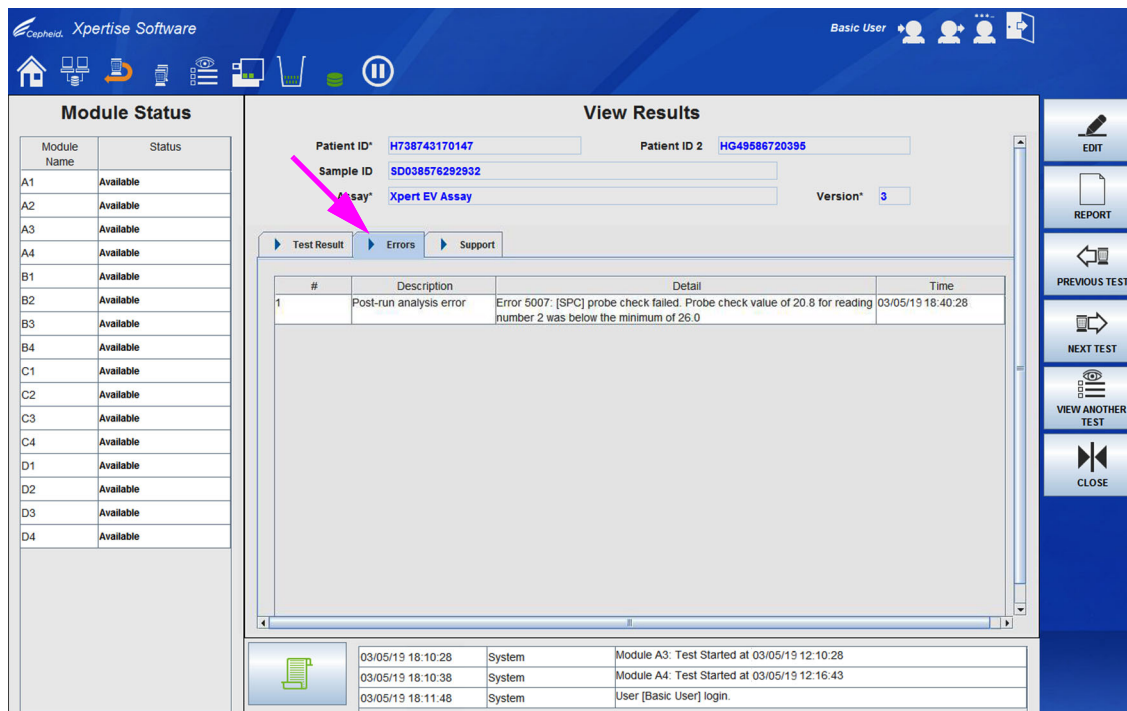 Cepheid. Xpertise Software
Basic User
Module Status
Module Name Status
A1 Available
A2 Available
A3 Available
A4 Available
B1 Available
B2 Available
B3 Available
B4 Available
C1 Available
C2 Available
C3 Available
C4 Available
D1 Available
D2 Available
D3 Available
D4 Available
View Results
Patient ID* H738743170147 Patient ID 2 HG49586720395
Sample ID SD038576292932
Assay* Xpert EV Assay Version* 3
Test Result Errors Support
# Description Detail Time
1 Post-run analysis error Error 5007: [SPC] probe check failed. Probe check value of 20.8 for reading 03/05/19 18:40:28
number 2 was below the minimum of 26.0
03/05/19 18:10:28 System Module A3: Test Started at 03/05/19 12:10:28
03/05/19 18:10:38 System Module A4: Test Started at 03/05/19 12:16:43
03/05/19 18:11:48 System User [Basic User] login.
EDIT
REPORT
PREVIOUS TEST
NEXT TEST
VIEW ANOTHER
TEST
CLOSE